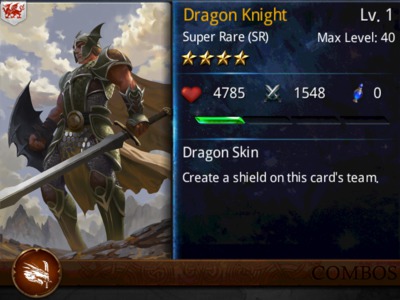 Dragon Knight Lv. 1
Super Rare (SR) Max Level: 40
4785 1548 0
Dragon Skin
Create a shield on this card's team,
COMBOS